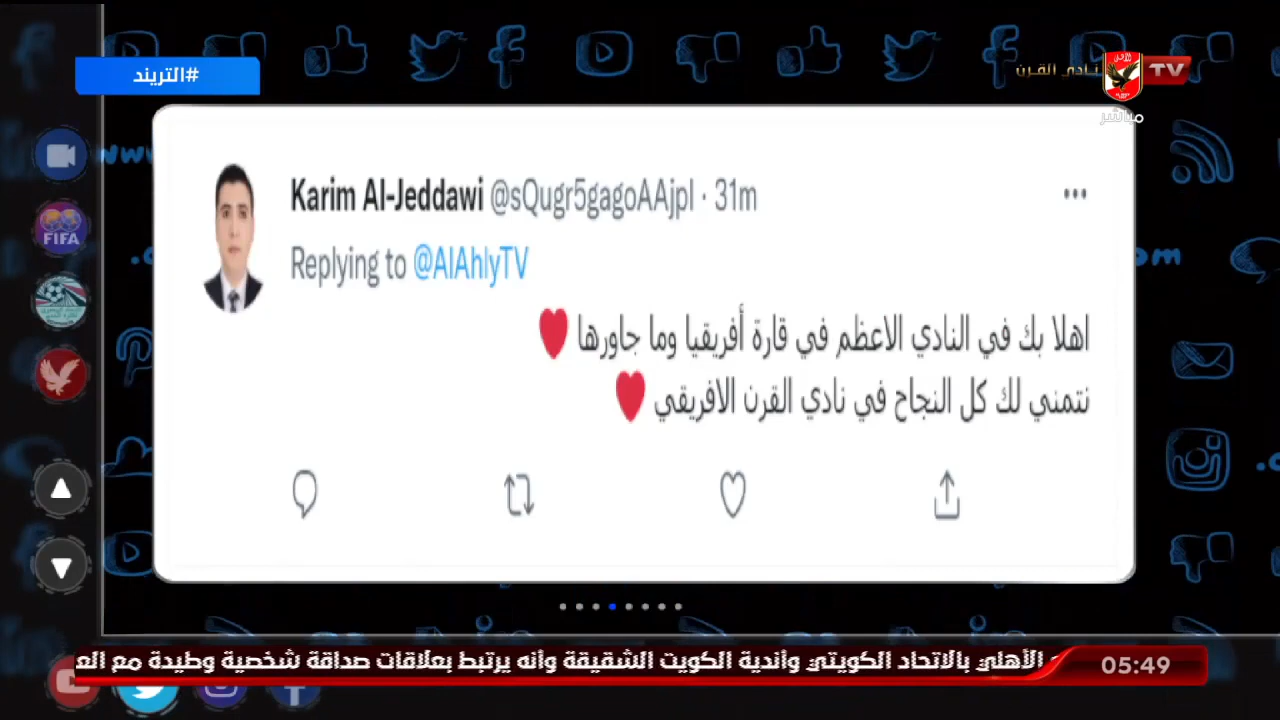 #التريند
نادي القرن
TV
مباشر
Karim Al-Jeddawi @sQugr5gagoAAjpl · 31m
Replying to @AlAhlyTV
اهلا بك في النادي الاعظم في قارة أفريقيا وما جاورها ❤
نتمني لك كل النجاح في نادي القرن الافريقي ❤
FIFA
الأهلي بالاتحاد الكويتي وأندية الكويت الشقيقة وأنه يرتبط بعلاقات صداقة شخصية وطيدة مع
05:49